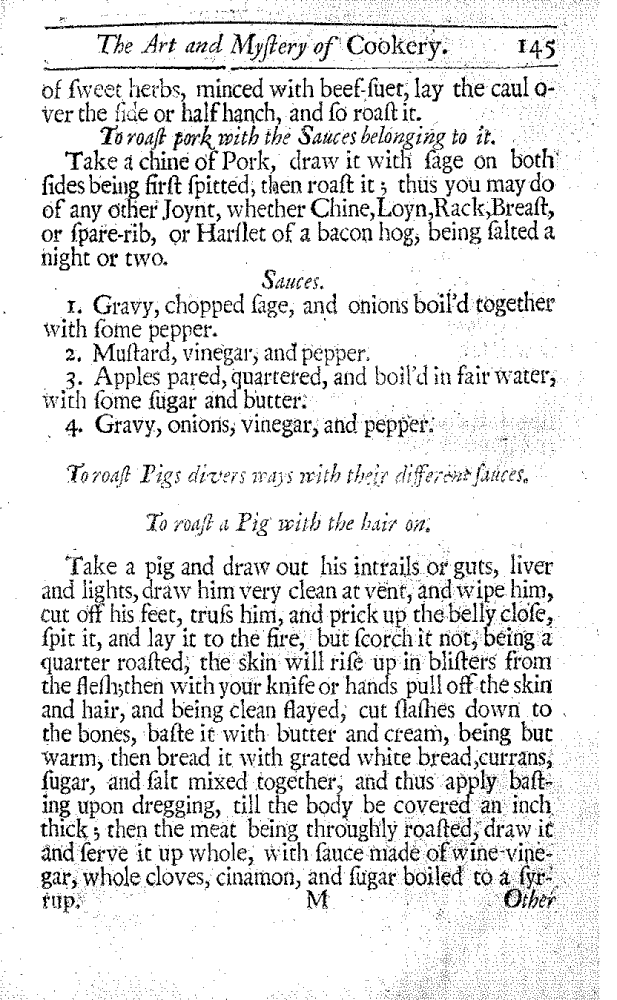 The Art and Myſtery of Cookery. 145
of ſweet herbs, minced with beef-ſuet, lay the caul o-
ver the ſide or half hanch, and ſo roaſt it.
To roaſt pork with the Sauces belonging to it.
Take a chine of Pork, draw it with ſage on both
ſides being firſt ſpitted, then roaſt it; thus you may do
of any other Joynt, whether Chine, Loyn, Rack, Breaſt,
or ſpare-rib, or Harſlet of a bacon hog, being ſalted a
night or two.
Sauces.
1. Gravy, chopped ſage, and onions boil'd together
with ſome pepper.
2. Muſtard, vinegar, and pepper.
3. Apples pared, quartered, and boil'd in fair water,
with ſome ſugar and butter.
4. Gravy, onions, vinegar, and pepper.
To roaſt Pigs divers ways with their different ſauces.
To roaſt a Pig with the hair on.
Take a pig and draw out his intrails or guts, liver
and lights, draw him very clean at vent, and wipe him,
cut off his feet, truſs him, and prick up the belly cloſe,
ſpit it, and lay it to the fire, but ſcorch it not, being a
quarter roaſted, the skin will riſe up in bliſters from
the fleſh; then with your knife or hands pull off the skin
and hair, and being clean flayed, cut ſlaſhes down to
the bones, baſte it with butter and cream, being but
warm, then bread it with grated white bread, currans,
ſugar, and ſalt mixed together, and thus apply baſt-
ing upon dregging, till the body be covered an inch
thick; then the meat being throughly roaſted, draw it
and ſerve it up whole, with ſauce made of wine-vine-
gar, whole cloves, cinamon, and ſugar boiled to a ſyr-
rup. M Other